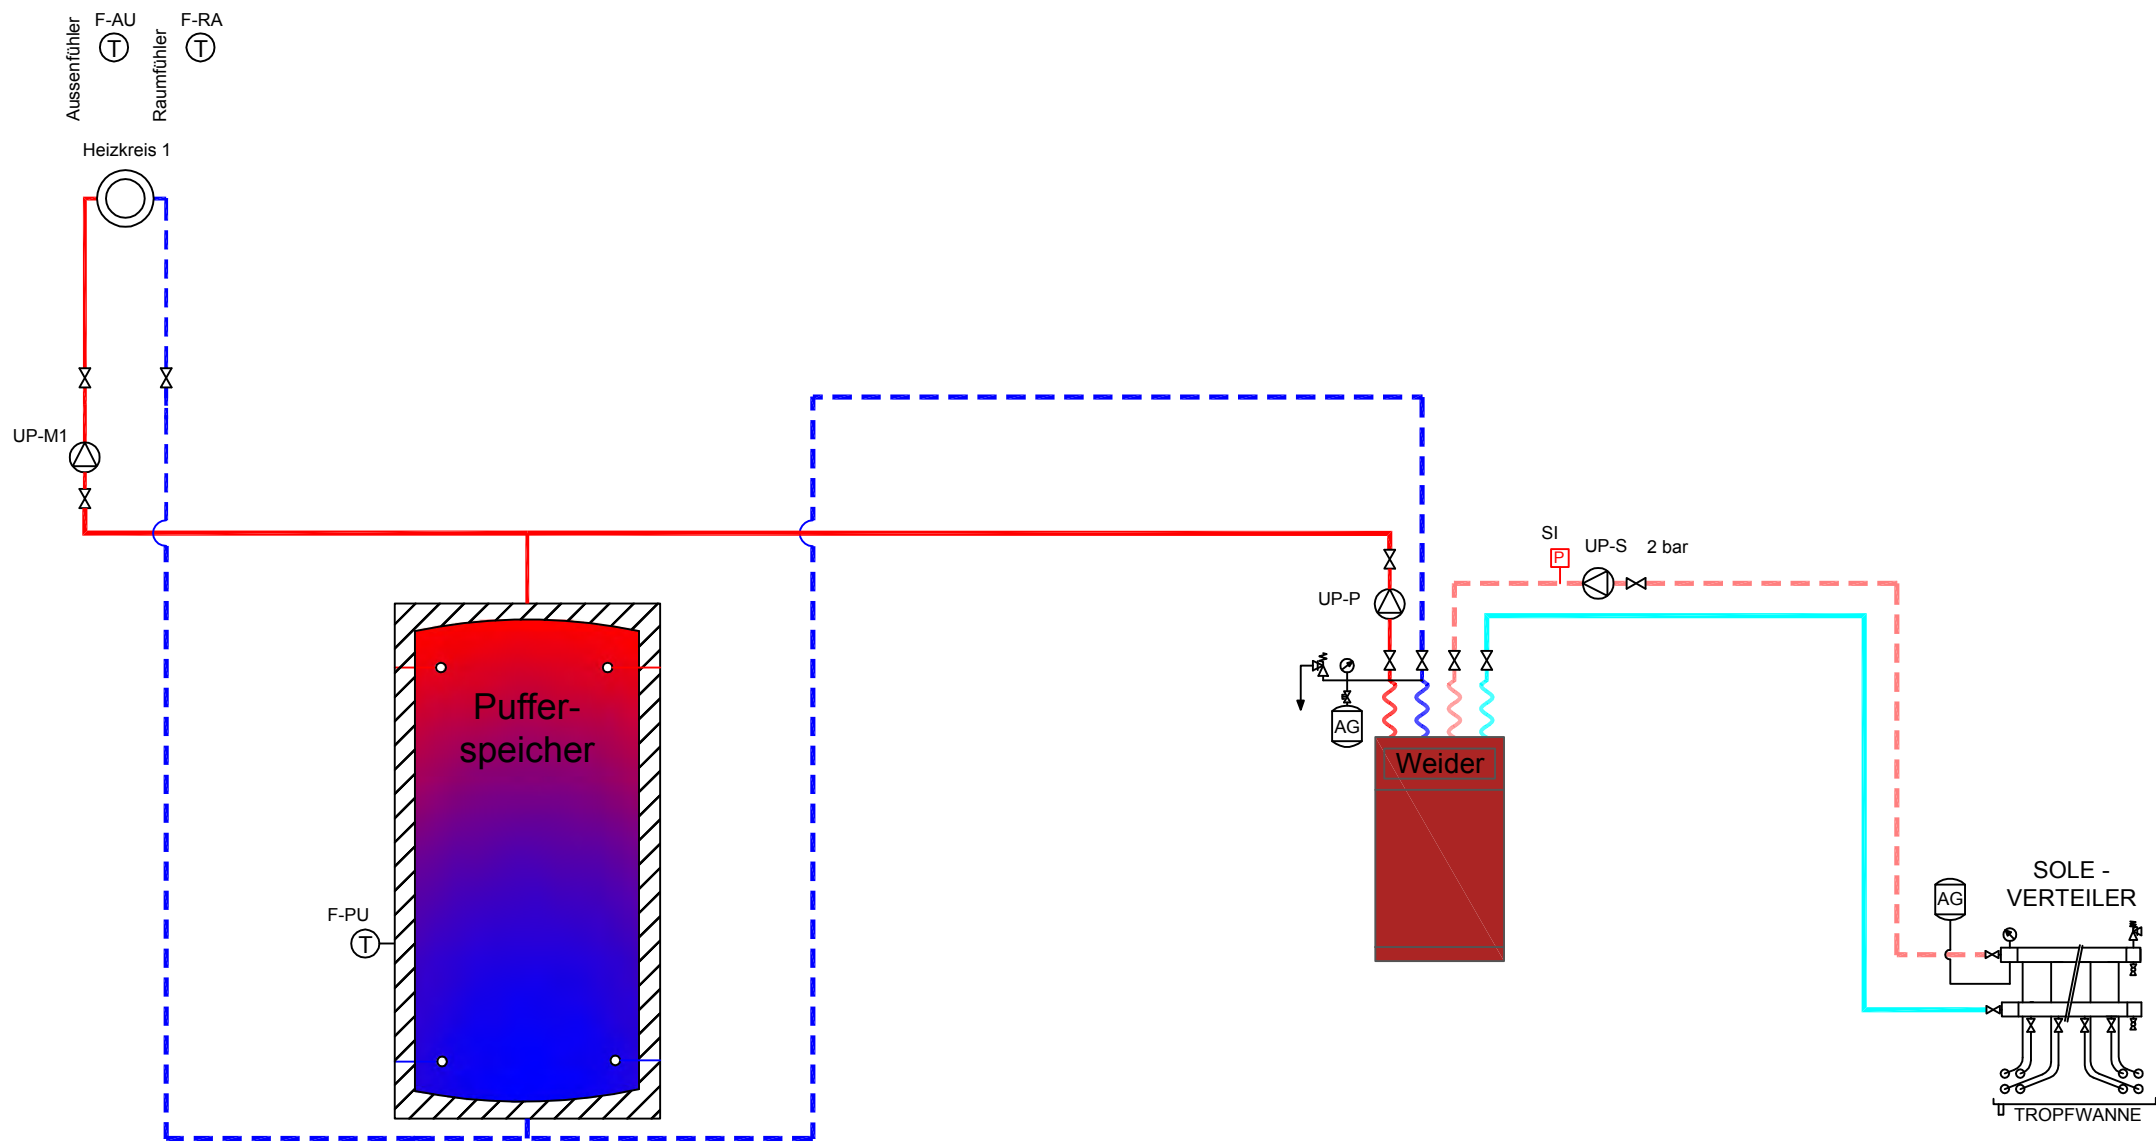 F-AU
F-RA
T
T
Aussenfühler
Raumfühler
Heizkreis 1
UP-M1
SI
P
UP-S
2 bar
UP-P
AG
Weider
Puffer-
speicher
F-PU
T
SOLE -
VERTEILER
AG
TROPFWANNE